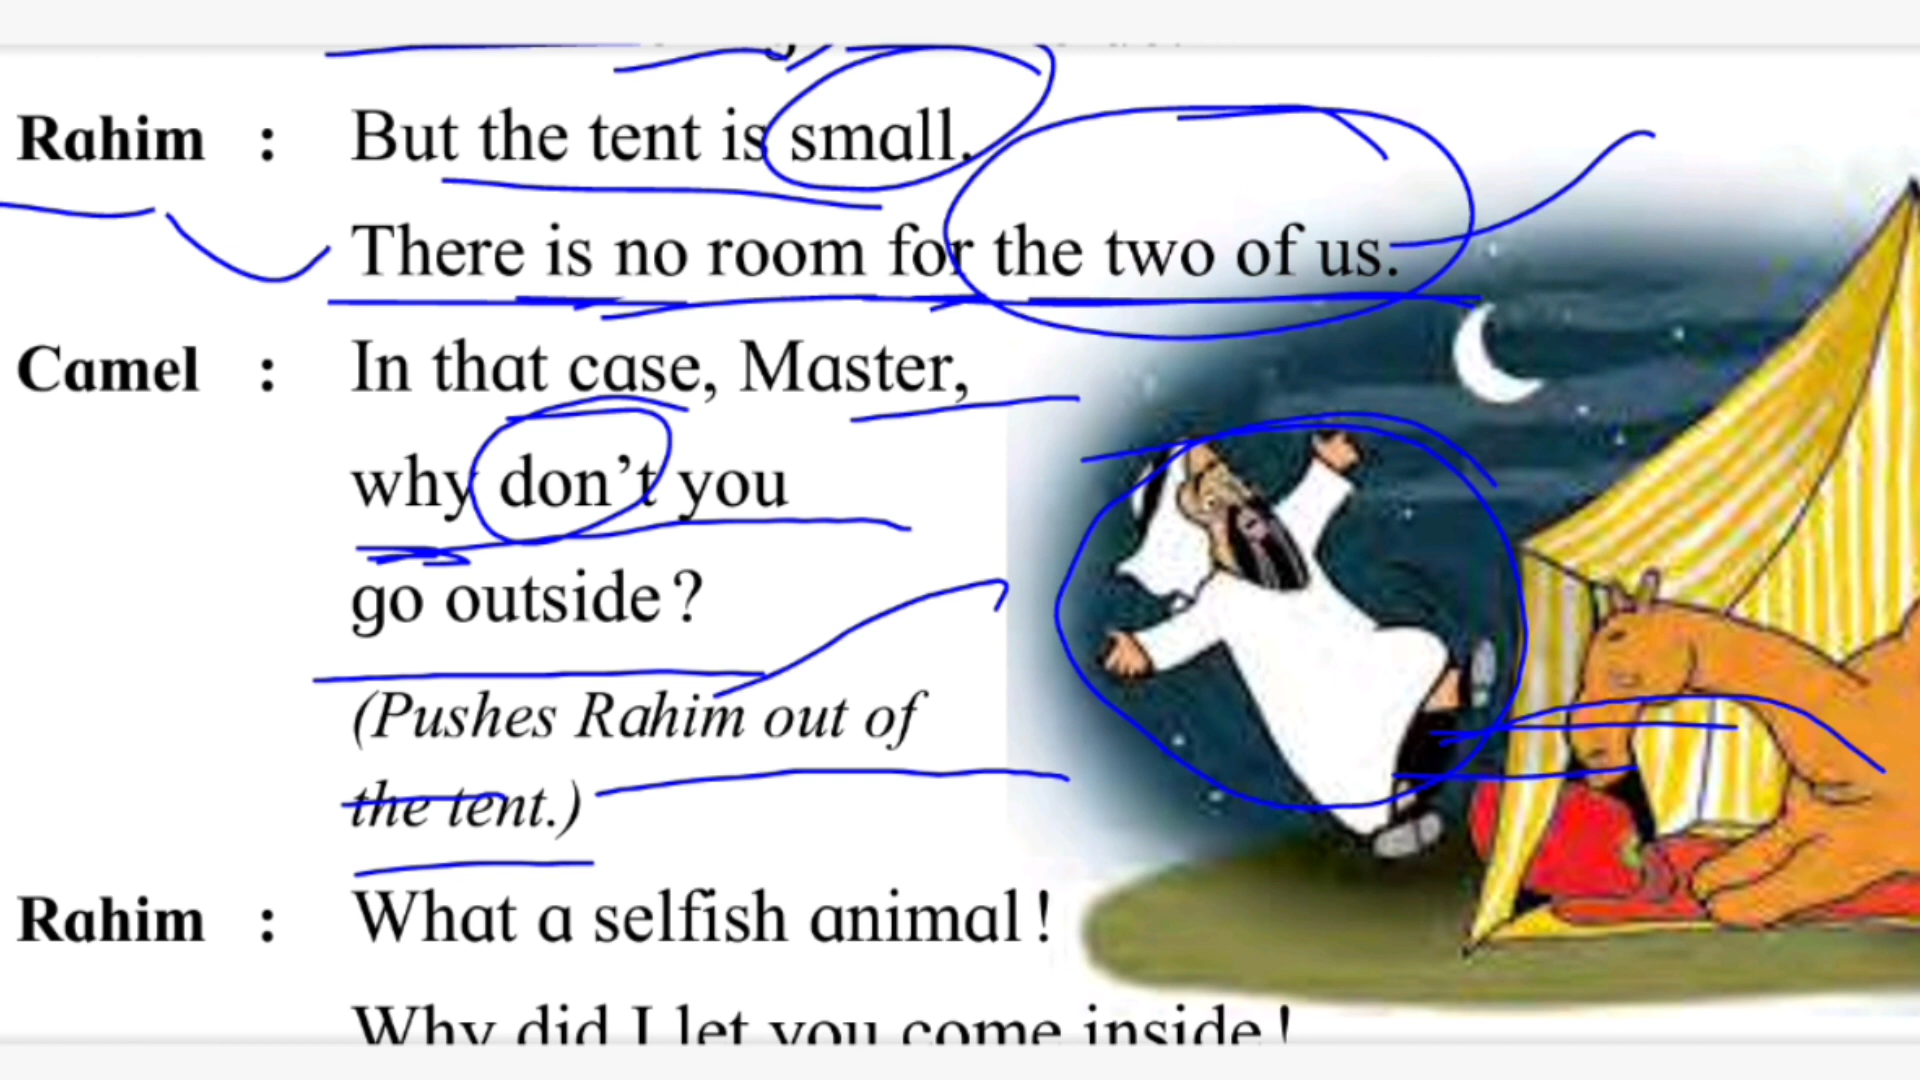 Rahim : But the tent is small.
There is no room for the two of us.
Camel : In that case, Master,
why don't you
go outside?
(Pushes Rahim out of
the tent.)
Rahim : What a selfish animal!
Why did I let you come inside!